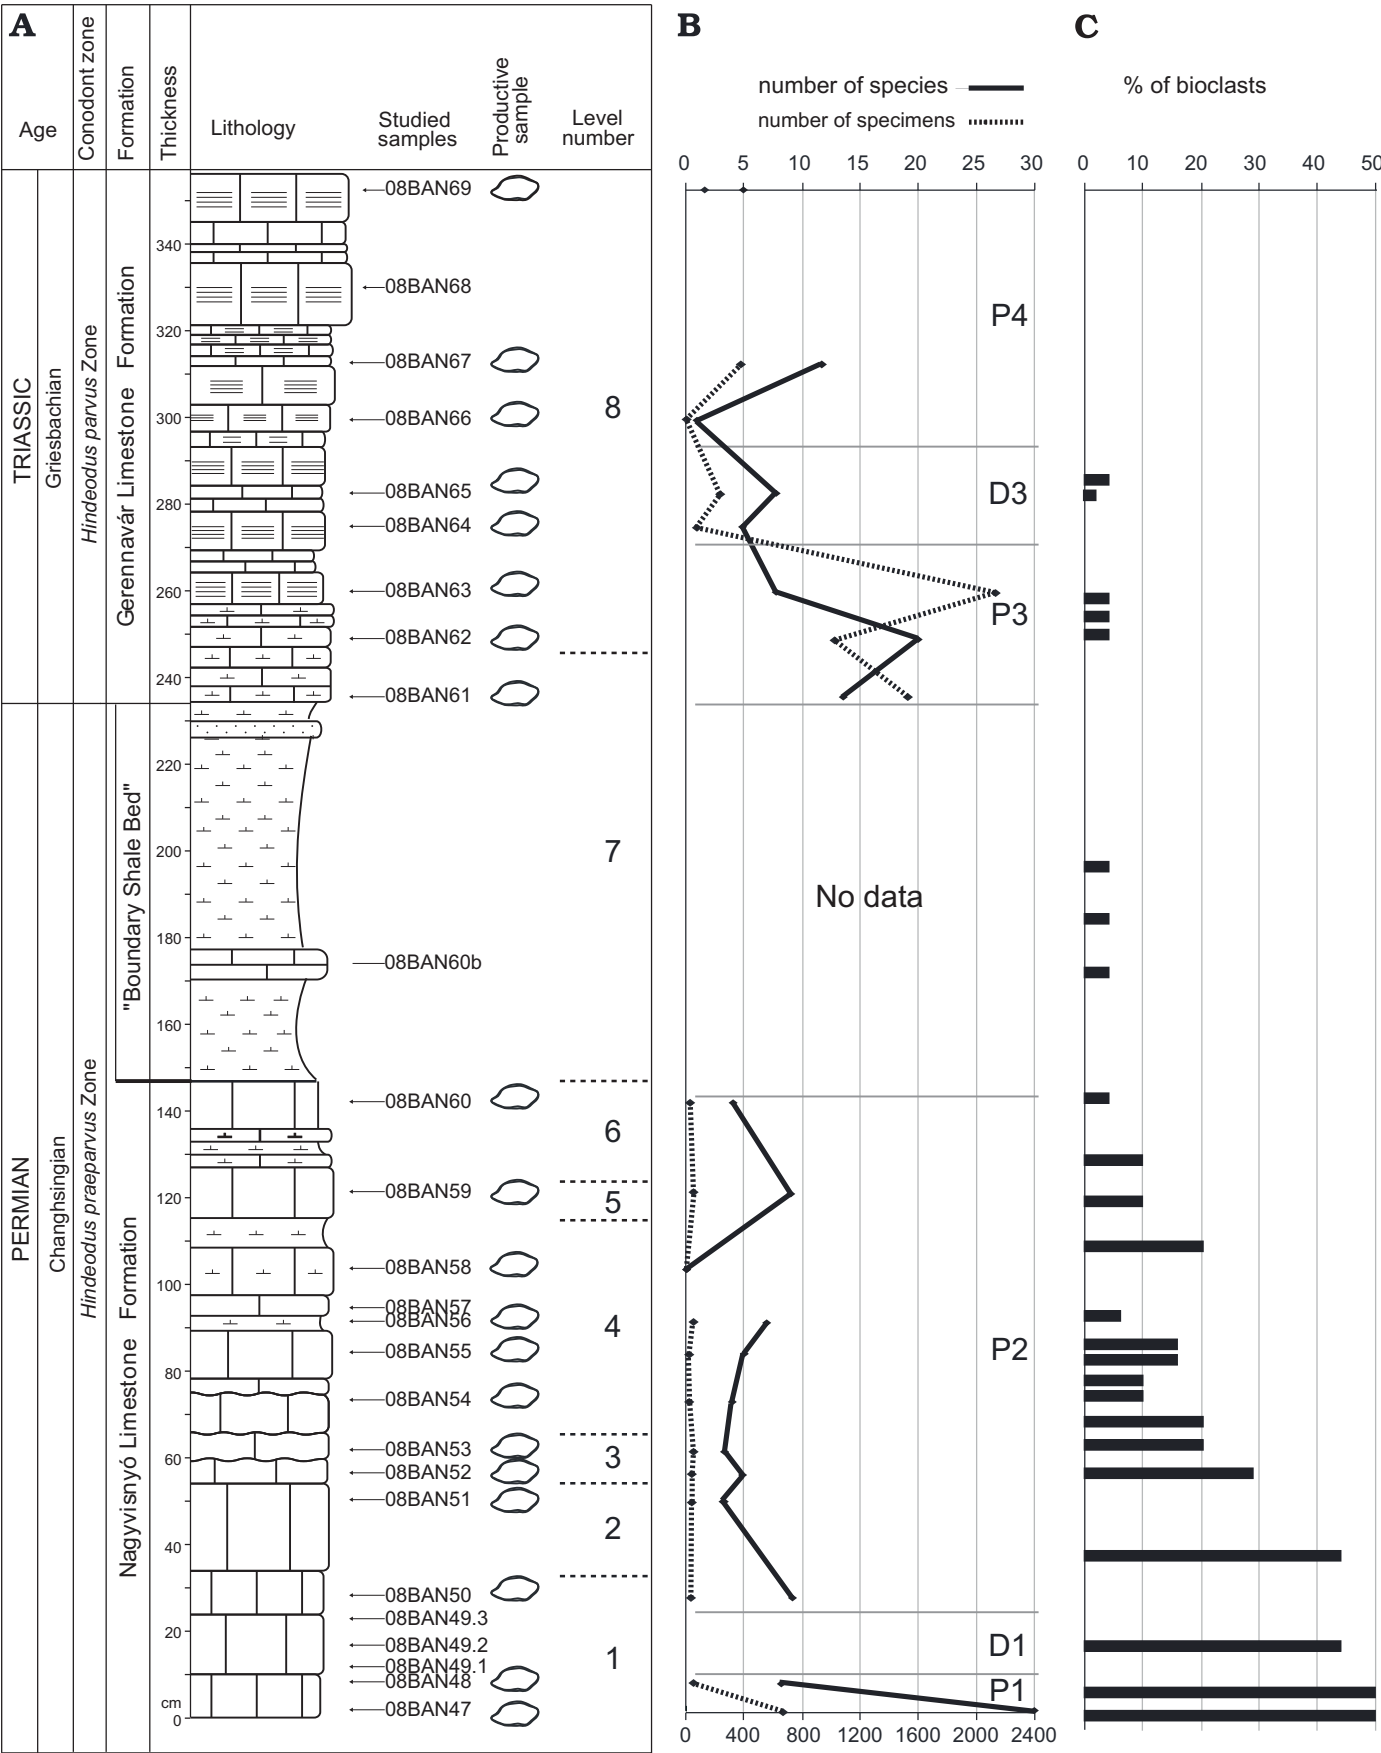 A
Age
Conodont zone
Formation
Thickness
Lithology
Studied
samples
Productive
sample
Level
number
TRIASSIC
Griesbachian
Hindeodus parvus Zone
Gerennavár Limestone Formation
"Boundary Shale Bed"
PERMIAN
Changhsingian
Hindeodus praeparvus Zone
Nagyvisnyó Limestone Formation
340
320
300
280
260
240
220
200
180
160
140
120
100
80
60
40
20
cm
0
08BAN69
08BAN68
08BAN67
08BAN66
08BAN65
08BAN64
08BAN63
08BAN62
08BAN61
08BAN60b
08BAN60
08BAN59
08BAN58
08BAN57
08BAN56
08BAN55
08BAN54
08BAN53
08BAN52
08BAN51
08BAN50
08BAN49.3
08BAN49.2
08BAN49.1
08BAN48
08BAN47
8
7
6
5
4
3
2
1
B
number of species
number of specimens
0 5 10 15 20 25 30
P4
D3
P3
No data
P2
D1
P1
0 400 800 1200 1600 2000 2400
C
% of bioclasts
0 10 20 30 40 50